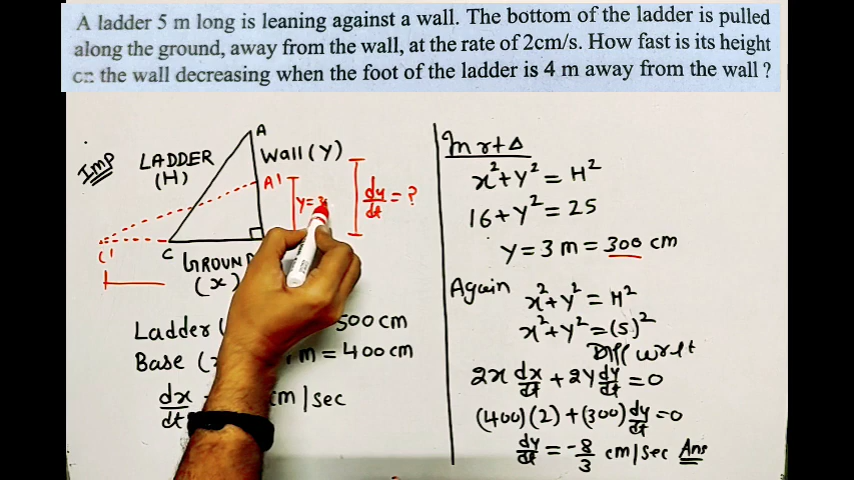 A ladder 5 m long is leaning against a wall. The bottom of the ladder is pulled
along the ground, away from the wall, at the rate of 2cm/s. How fast is its height
the wall decreasing when the foot of the ladder is 4 m away from the wall ?
Imp
LADDER
(H)
A
Wall (Y)
A'
Y=
dy/dt = ?
C'
C
GROUND
(x)
Ladder
500 cm
Base
m = 400 cm
dx/dt
cm | sec
In rt Δ
x²+y² = H²
16+y² = 25
y = 3 m = 300 cm
Again x²+y² = H²
x²+y² = (5)²
Diff w.r.t
2x dx/dt + 2y dy/dt = 0
(400)(2) + (300) dy/dt = 0
dy/dt = -8/3 cm | sec Ans